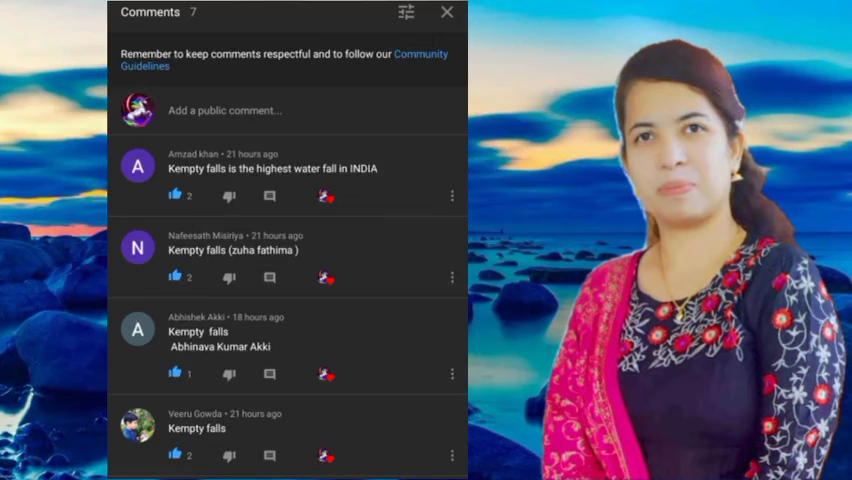 Comments 7
Remember to keep comments respectful and to follow our Community
Guidelines
Add a public comment...
A
Amzad khan • 21 hours ago
Kempty falls is the highest water fall in INDIA
2
N
Nafeesath Misiriya • 21 hours ago
Kempty falls (zuha fathima )
2
A
Abhishek Akki • 18 hours ago
Kempty falls
Abhinava Kumar Akki
1
Veeru Gowda • 21 hours ago
Kempty falls
2